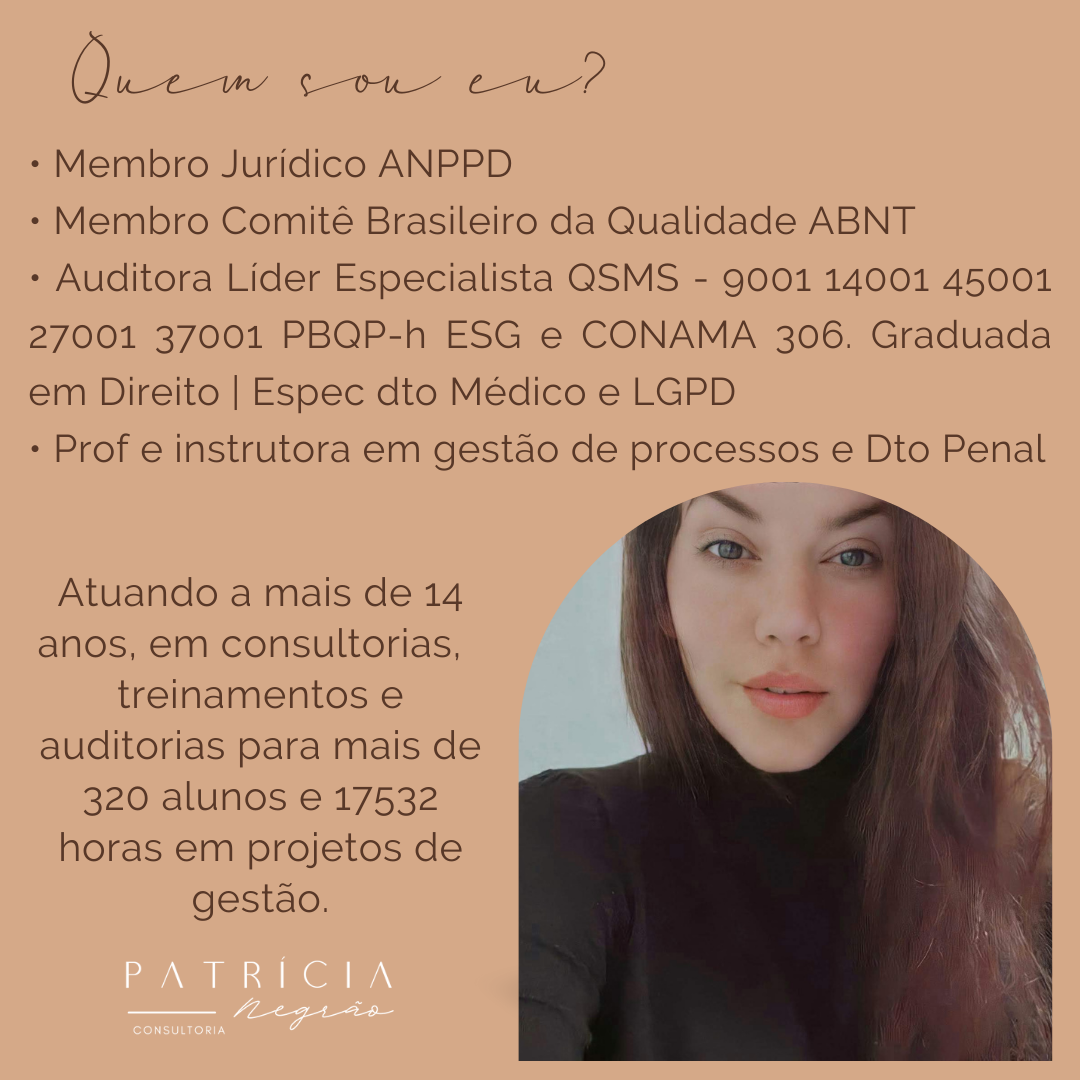 Quem sou eu?
• Membro Jurídico ANPPD
• Membro Comitê Brasileiro da Qualidade ABNT
• Auditora Líder Especialista QSMS - 9001 14001 45001
27001 37001 PBQP-h ESG e CONAMA 306. Graduada
em Direito | Espec dto Médico e LGPD
• Prof e instrutora em gestão de processos e Dto Penal
Atuando a mais de 14
anos, em consultorias,
treinamentos e
auditorias para mais de
320 alunos e 17532
horas em projetos de
gestão.
PATRÍCIA
Negrão
CONSULTORIA